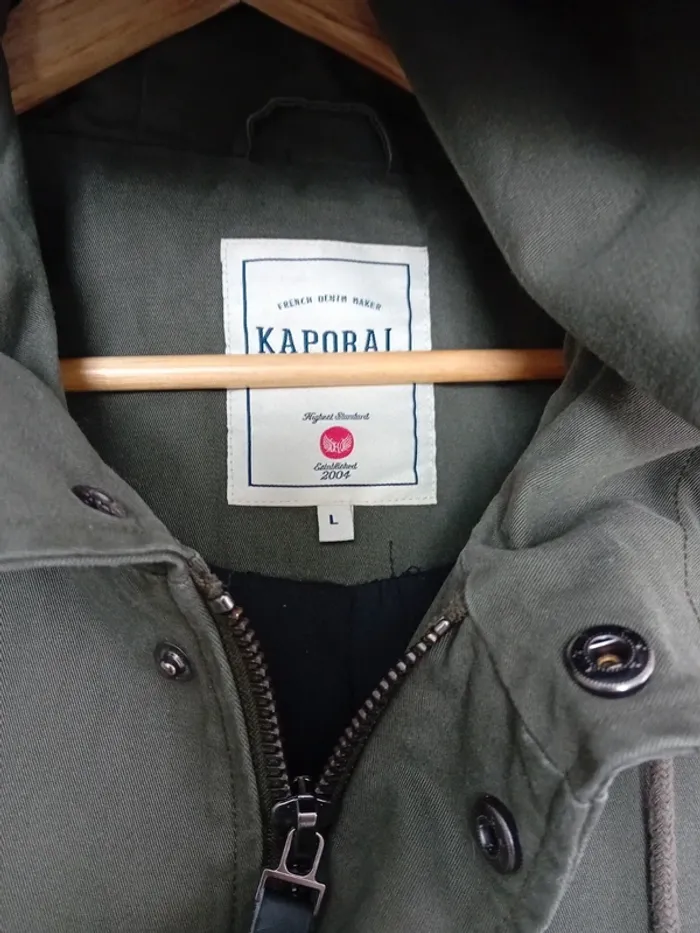 FRENCH DENIM MAKER
KAPORAL
Highest Standard
Established
2004
L